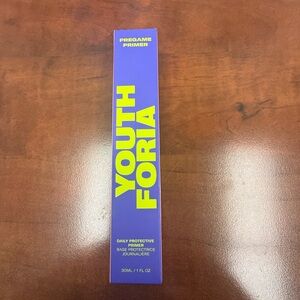 PREGAME
PRIMER
YOUTH
FORIA
DAILY PROTECTIVE
PRIMER
BASE PROTECTRICE
JOURNALIÈRE
30ML / 1 FL OZ